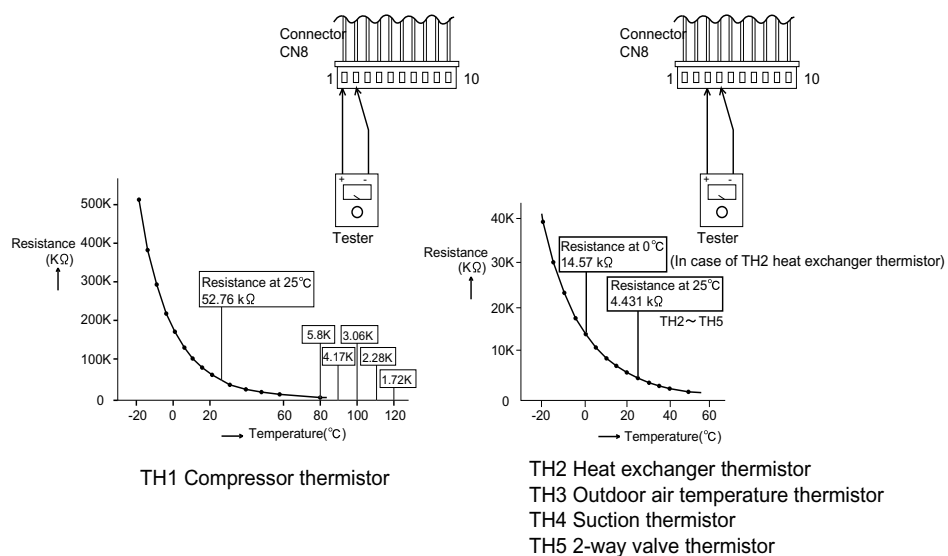 Connector
CN8
1
10
+ -
Tester
500K
400K
300K
200K
100K
0
Resistance
(KΩ)
Resistance at 25°C
52.76 kΩ
5.8K
4.17K
3.06K
2.28K
1.72K
-20 0 20 60 80 100 120
Temperature(°C)
TH1 Compressor thermistor
Connector
CN8
1
10
+ -
Tester
40K
30K
20K
10K
0
Resistance
(KΩ)
Resistance at 0°C
14.57 kΩ
(In case of TH2 heat exchanger thermistor)
Resistance at 25°C
4.431 kΩ
TH2～TH5
-20 0 20 40 60
Temperature(°C)
TH2 Heat exchanger thermistor
TH3 Outdoor air temperature thermistor
TH4 Suction thermistor
TH5 2-way valve thermistor